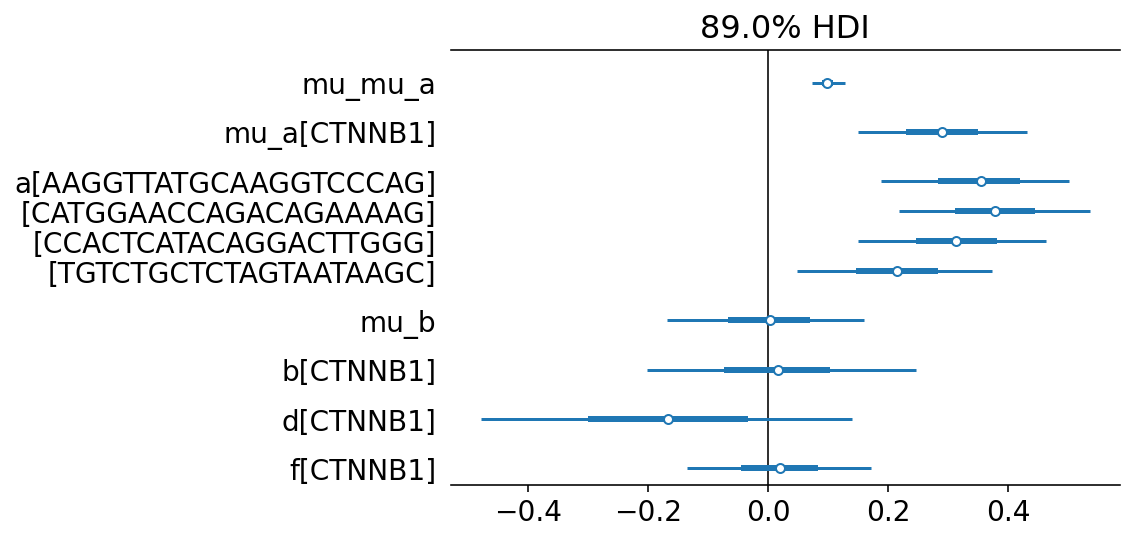 89.0% HDI
mu_mu_a
mu_a[CTNNB1]
a[AAGGTTATGCAAGGTCCCAG]
[CATGGAACCAGACAGAAAAG]
[CCACTCATACAGGACTTGGG]
[TGTCTGCTCTAGTAATAAGC]
mu_b
b[CTNNB1]
d[CTNNB1]
f[CTNNB1]
−0.4 −0.2 0.0 0.2 0.4